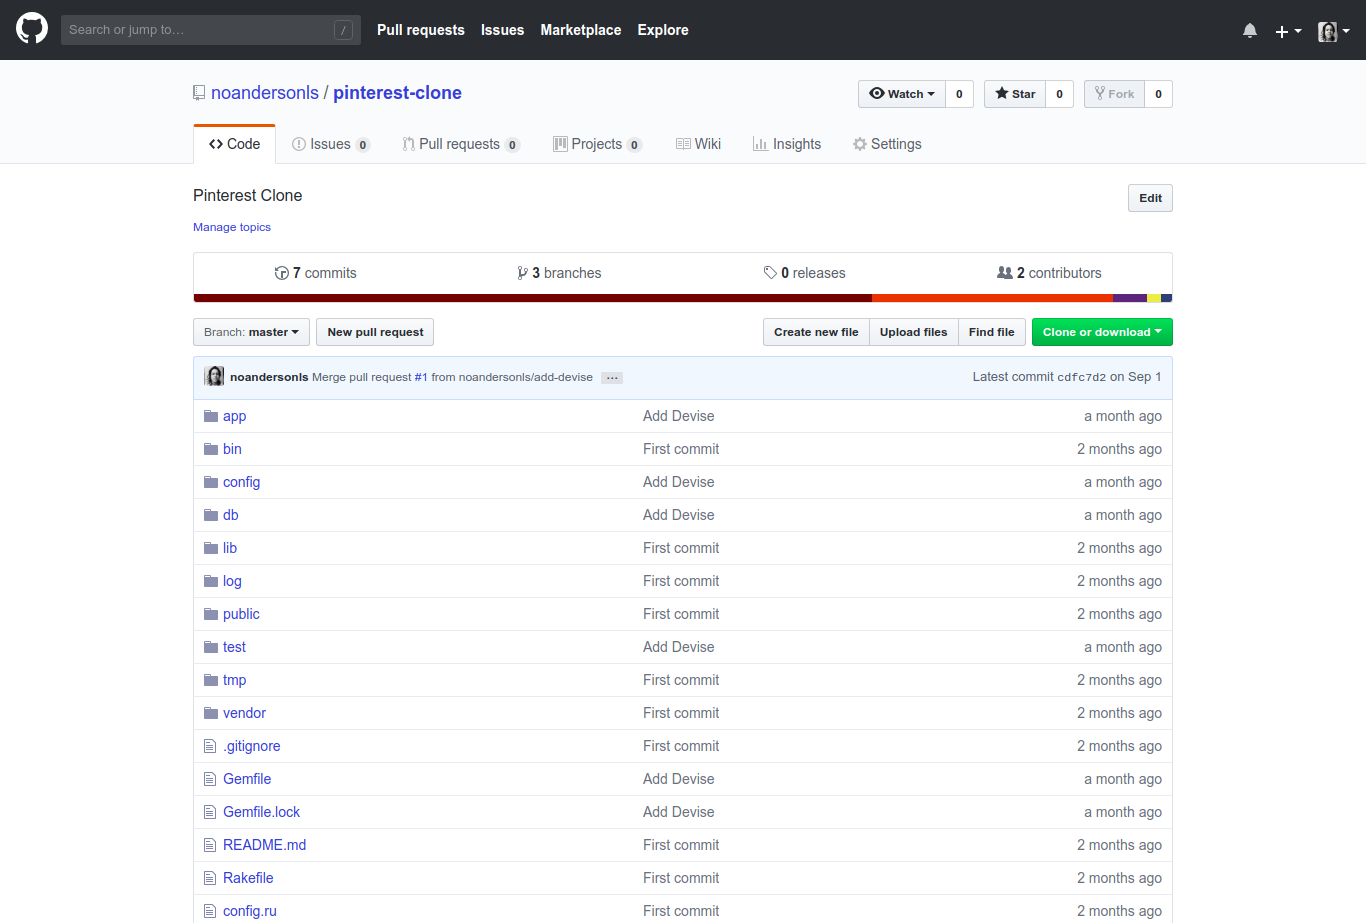 Search or jump to… /
Pull requests Issues Marketplace Explore
noandersonls / pinterest-clone
Watch 0 Star 0 Fork 0
Code Issues 0 Pull requests 0 Projects 0 Wiki Insights Settings
Pinterest Clone Edit
Manage topics
7 commits 3 branches 0 releases 2 contributors
Branch: master New pull request Create new file Upload files Find file Clone or download
noandersonls Merge pull request #1 from noandersonls/add-devise … Latest commit cdfc7d2 on Sep 1
app Add Devise a month ago
bin First commit 2 months ago
config Add Devise a month ago
db Add Devise a month ago
lib First commit 2 months ago
log First commit 2 months ago
public First commit 2 months ago
test Add Devise a month ago
tmp First commit 2 months ago
vendor First commit 2 months ago
.gitignore First commit 2 months ago
Gemfile Add Devise a month ago
Gemfile.lock Add Devise a month ago
README.md First commit 2 months ago
Rakefile First commit 2 months ago
config.ru First commit 2 months ago